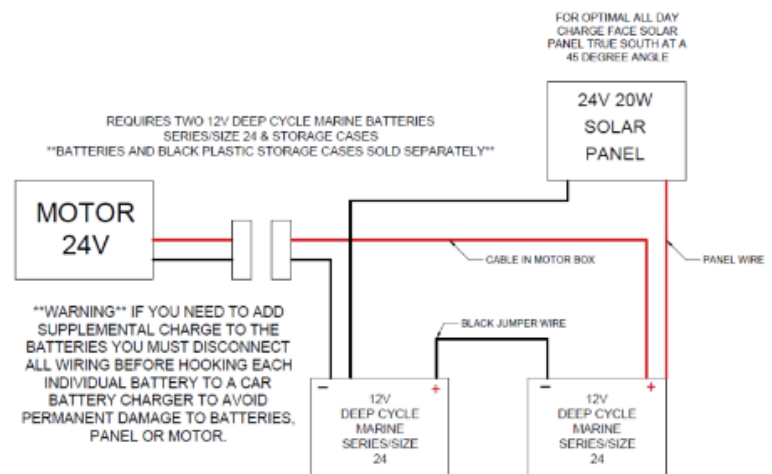 FOR OPTIMAL ALL DAY
CHARGE FACE SOLAR
PANEL TRUE SOUTH AT A
45 DEGREE ANGLE
24V 20W
SOLAR
PANEL
REQUIRES TWO 12V DEEP CYCLE MARINE BATTERIES
SERIES/SIZE 24 & STORAGE CASES
**BATTERIES AND BLACK PLASTIC STORAGE CASES SOLD SEPARATELY**
MOTOR
24V
CABLE IN MOTOR BOX
PANEL WIRE
**WARNING** IF YOU NEED TO ADD
SUPPLEMENTAL CHARGE TO THE
BATTERIES YOU MUST DISCONNECT
ALL WIRING BEFORE HOOKING EACH
INDIVIDUAL BATTERY TO A CAR
BATTERY CHARGER TO AVOID
PERMANENT DAMAGE TO BATTERIES,
PANEL OR MOTOR.
BLACK JUMPER WIRE
– +
12V
DEEP CYCLE
MARINE
SERIES/SIZE
24
– +
12V
DEEP CYCLE
MARINE
SERIES/SIZE
24